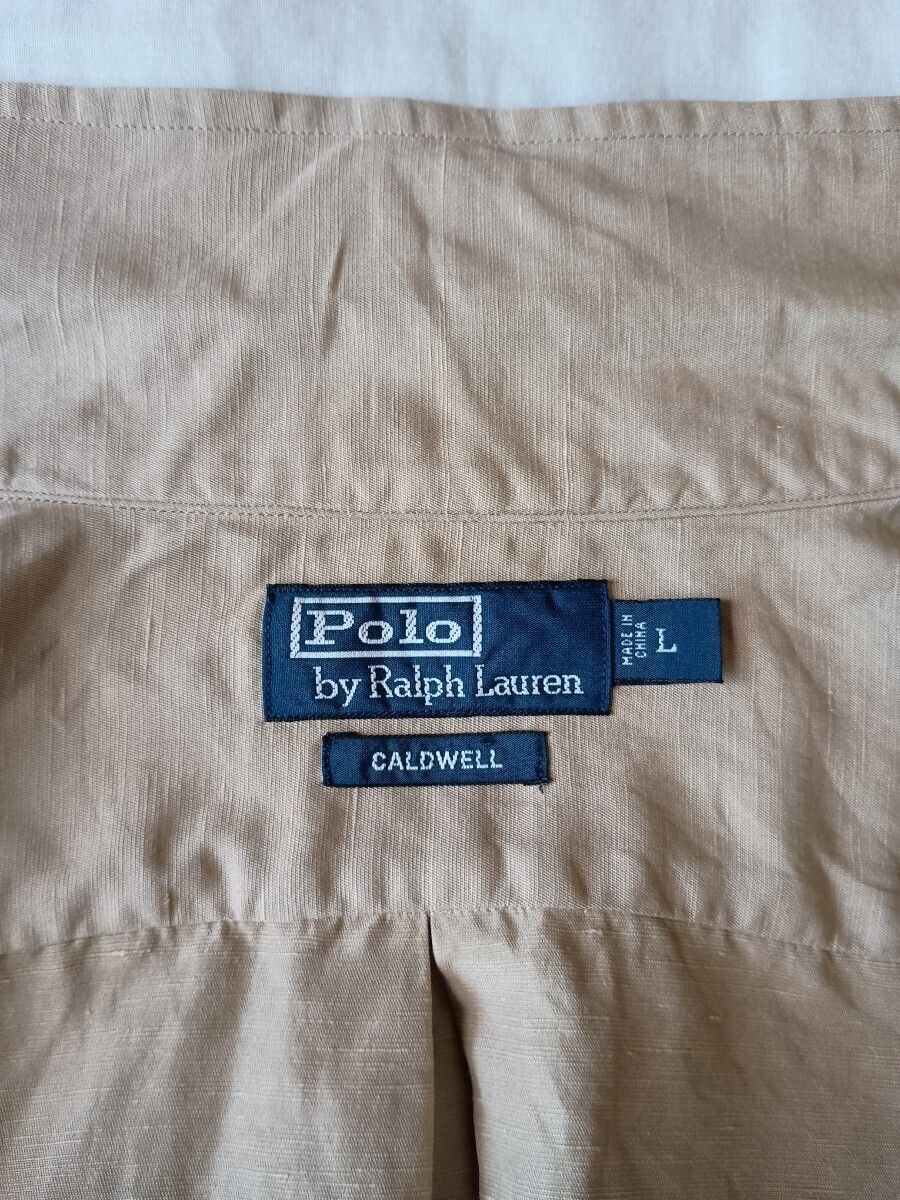 Polo
by Ralph Lauren
MADE IN
CHINA
L
CALDWELL